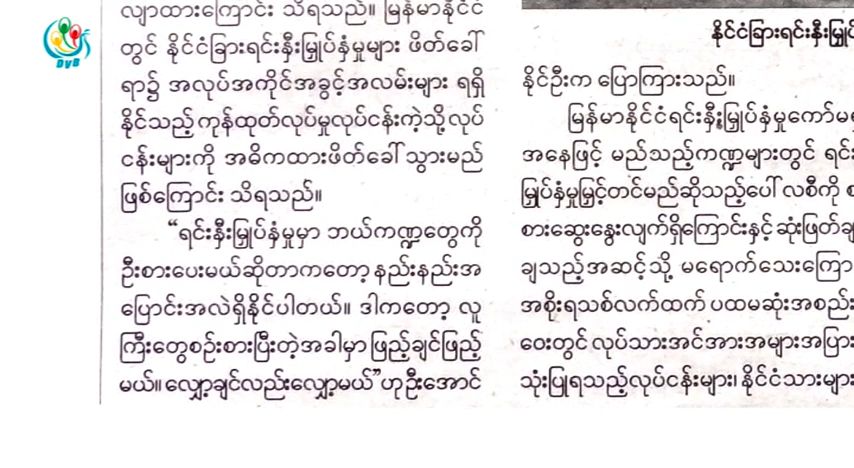 DVB
လျာထားကြောင်း သိရသည်။ မြန်မာနိုင်ငံ
တွင် နိုင်ငံခြားရင်းနှီးမြှုပ်နှံမှုများ ဖိတ်ခေါ်
ရာ၌ အလုပ်အကိုင်အခွင့်အလမ်းများ ရရှိ
နိုင်သည့်ကုန်ထုတ်လုပ်မှုလုပ်ငန်းကဲ့သို့လုပ်
ငန်းများကို အဓိကထားဖိတ်ခေါ်သွားမည်
ဖြစ်ကြောင်း သိရသည်။
“ရင်းနှီးမြှုပ်နှံမှုမှာ ဘယ်ကဏ္ဍတွေကို
ဦးစားပေးမယ်ဆိုတာကတော့ နည်းနည်းအ
ပြောင်းအလဲရှိနိုင်ပါတယ်။ ဒါကတော့ လူ
ကြီးတွေစဉ်းစားပြီးတဲ့အခါမှာ ဖြည့်ချင်ဖြည့်
မယ်။ လျှော့ချင်လည်းလျှော့မယ်”ဟု ဦးအောင်
နိုင်ငံခြားရင်းနှီးမြှုပ်
နိုင်ဦးက ပြောကြားသည်။
မြန်မာနိုင်ငံရင်းနှီးမြှုပ်နှံမှုကော်မရ
အနေဖြင့် မည်သည့်ကဏ္ဍများတွင် ရင်း
မြှုပ်နှံမှုမြှင့်တင်မည်ဆိုသည့်ပေါ်လစီကို
စားဆွေးနွေးလျက်ရှိကြောင်းနှင့် ဆုံးဖြတ်ချ
ချသည့်အဆင့်သို့ မရောက်သေးကြော
အစိုးရသစ်လက်ထက် ပထမဆုံးအစည်း
ဝေးတွင် လုပ်သားအင်အားအများအပြား
သုံးပြုရသည့်လုပ်ငန်းများ၊ နိုင်ငံသားများ